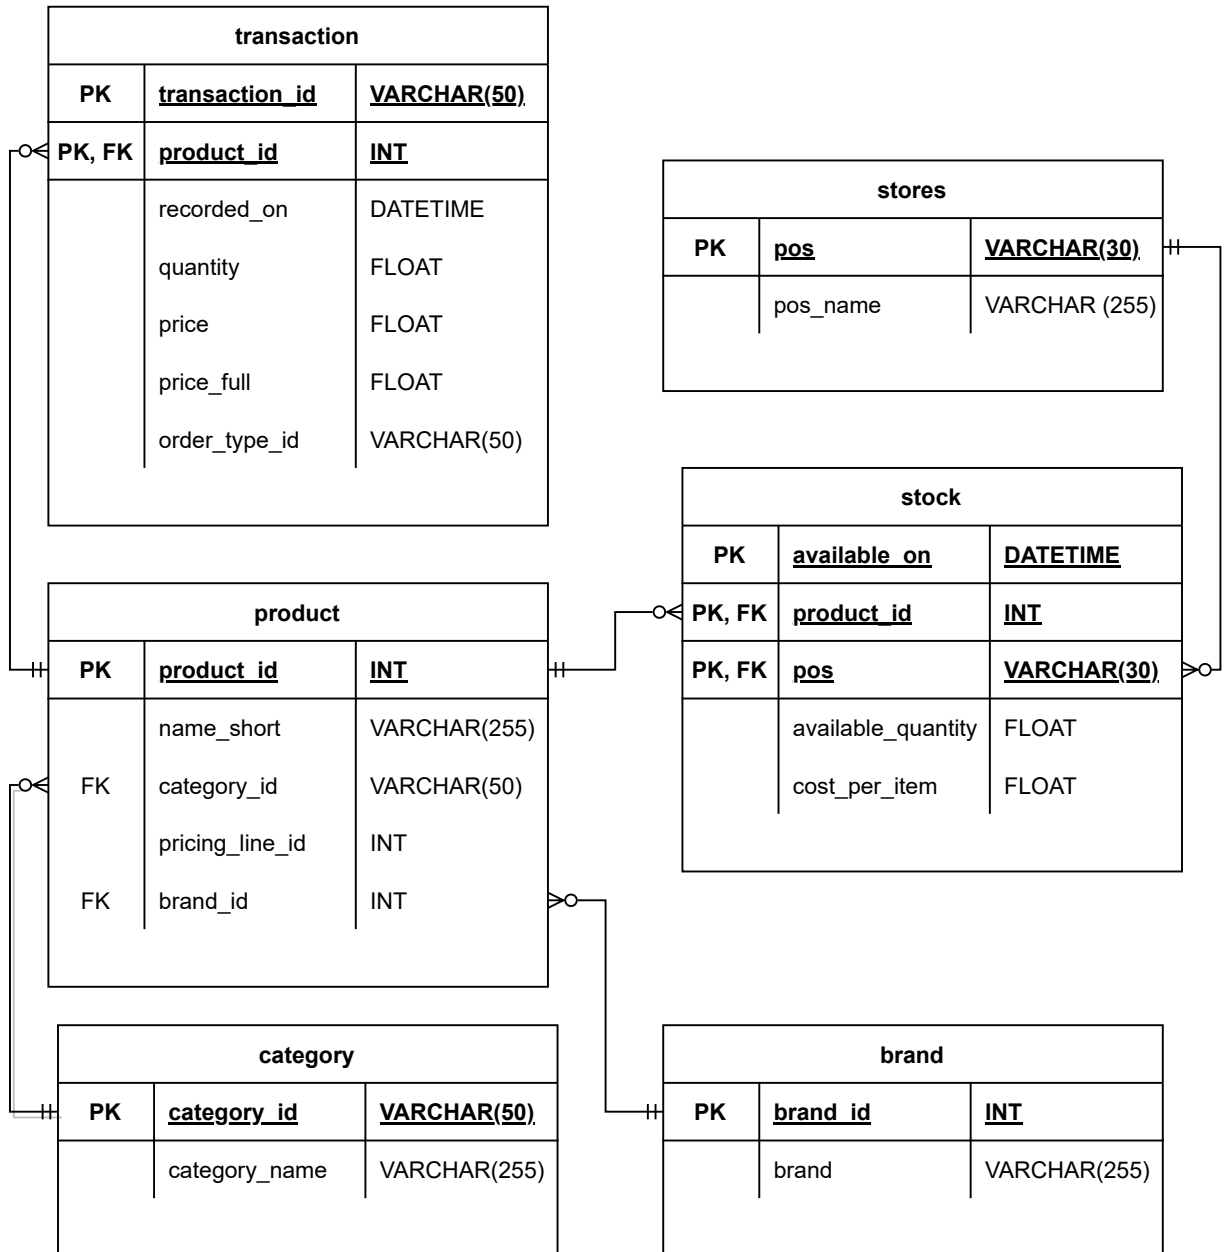 transaction
PK transaction_id VARCHAR(50)
PK, FK product_id INT
recorded_on DATETIME
quantity FLOAT
price FLOAT
price_full FLOAT
order_type_id VARCHAR(50)
stores
PK pos VARCHAR(30)
pos_name VARCHAR (255)
stock
PK available_on DATETIME
PK, FK product_id INT
PK, FK pos VARCHAR(30)
available_quantity FLOAT
cost_per_item FLOAT
product
PK product_id INT
name_short VARCHAR(255)
FK category_id VARCHAR(50)
pricing_line_id INT
FK brand_id INT
category
PK category_id VARCHAR(50)
category_name VARCHAR(255)
brand
PK brand_id INT
brand VARCHAR(255)